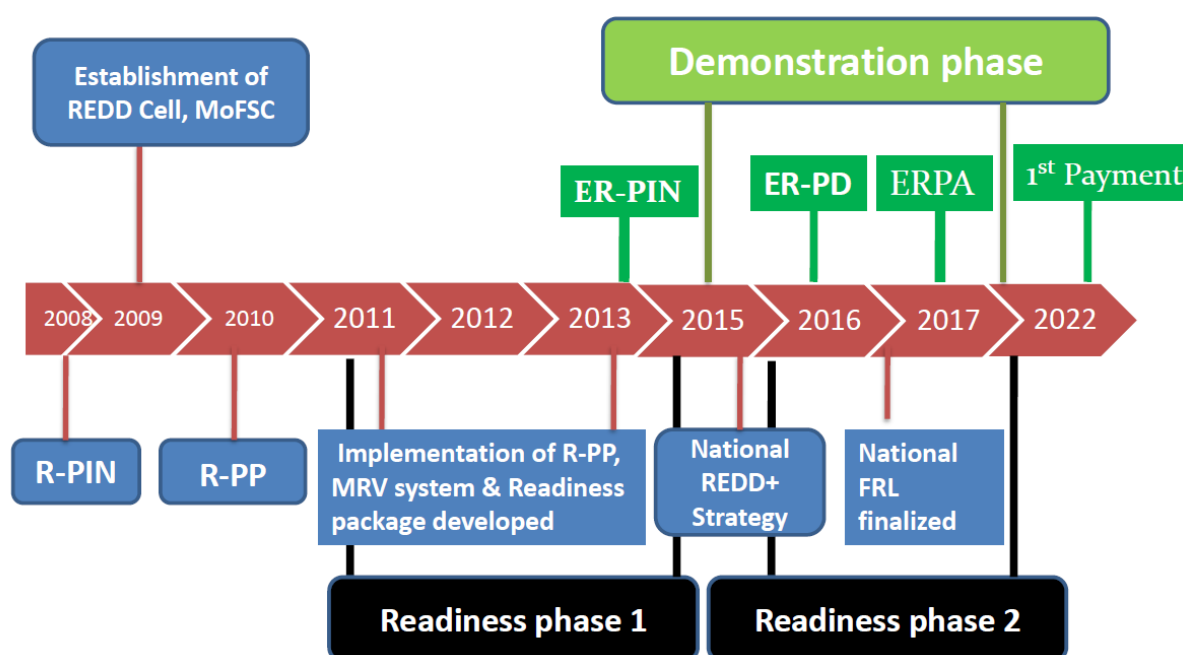 Establishment of
REDD Cell, MoFSC
Demonstration phase
ER-PIN
ER-PD
ERPA
1st Payment
2008
2009
2010
2011
2012
2013
2015
2016
2017
2022
R-PIN
R-PP
Implementation of R-PP,
MRV system & Readiness
package developed
National
REDD+
Strategy
National
FRL
finalized
Readiness phase 1
Readiness phase 2